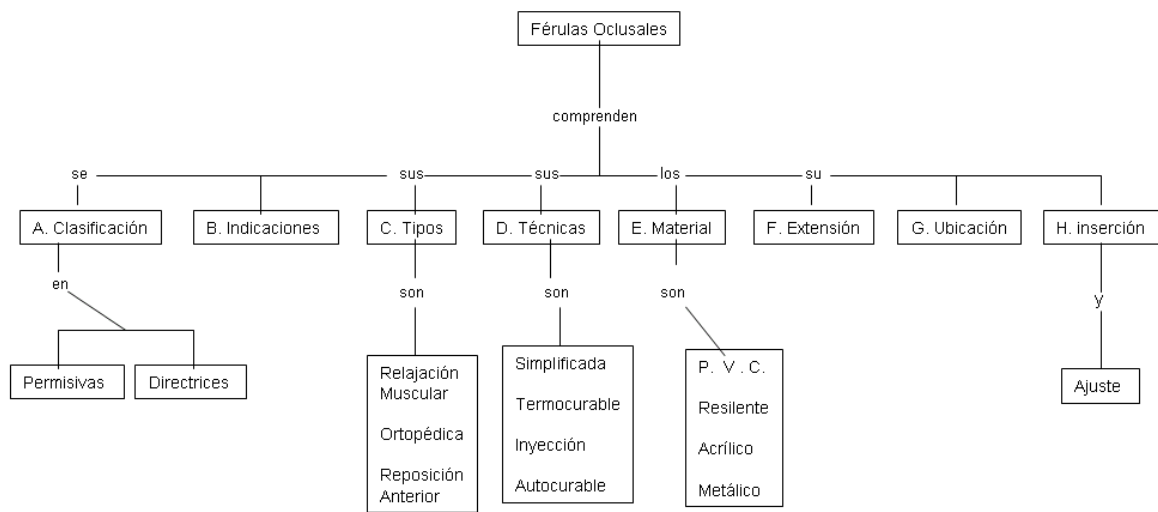 Férulas Oclusales
comprenden
se
sus
sus
los
su
A. Clasificación
B. Indicaciones
C. Tipos
D. Técnicas
E. Material
F. Extensión
G. Ubicación
H. inserción
en
son
son
son
y
Permisivas
Directrices
Relajación
Muscular
Ortopédica
Reposición
Anterior
Simplificada
Termocurable
Inyección
Autocurable
P. V . C.
Resilente
Acrílico
Metálico
Ajuste